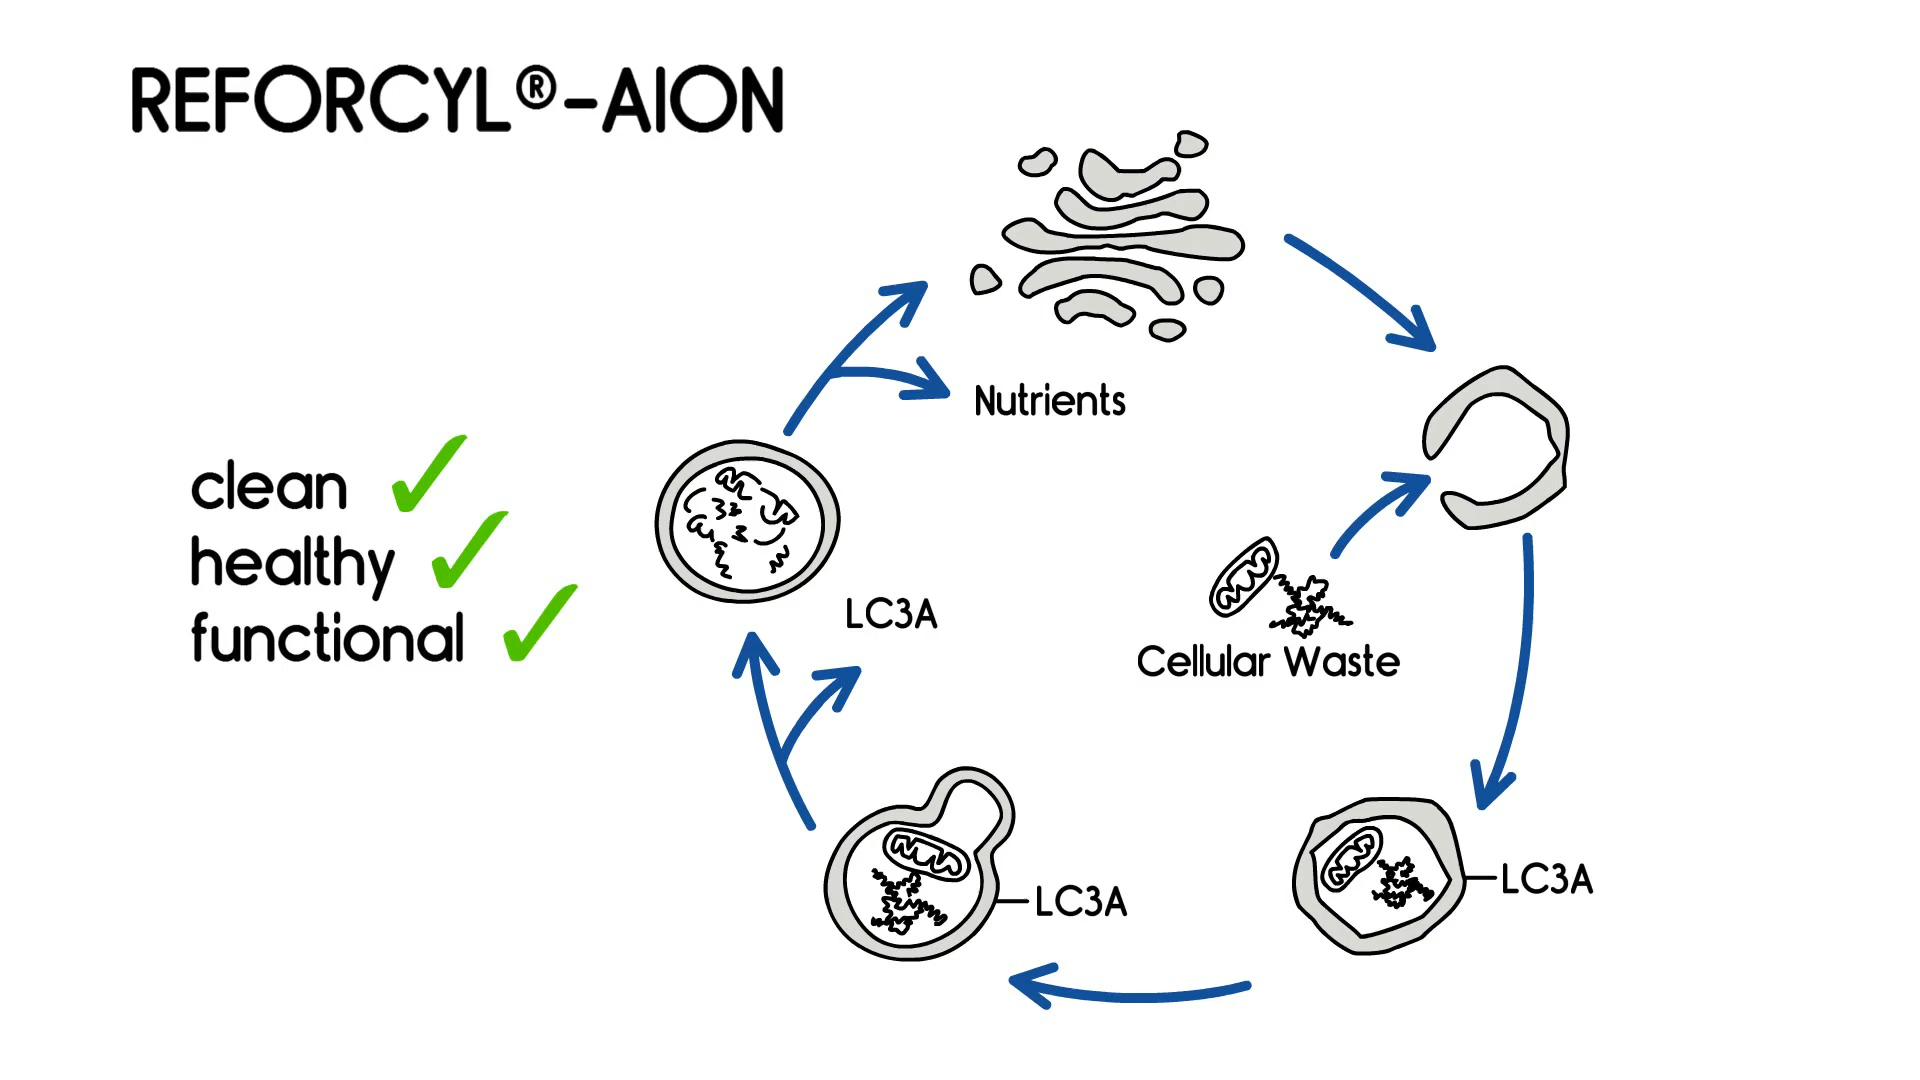 REFORCYL®-AION
Nutrients
clean
healthy
functional
LC3A
Cellular Waste
LC3A
LC3A